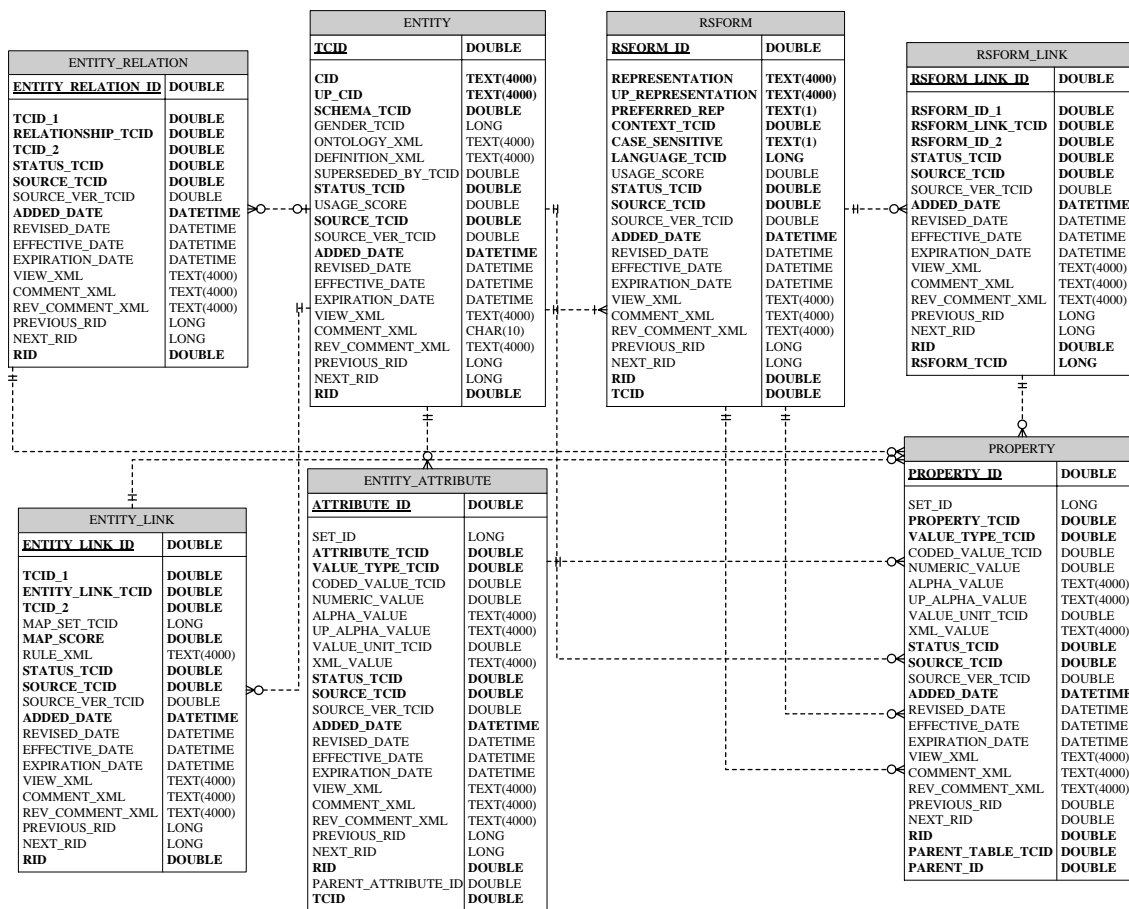 ENTITY_RELATION
ENTITY_RELATION_ID DOUBLE
TCID_1 DOUBLE
RELATIONSHIP_TCID DOUBLE
TCID_2 DOUBLE
STATUS_TCID DOUBLE
SOURCE_TCID DOUBLE
SOURCE_VER_TCID DOUBLE
ADDED_DATE DATETIME
REVISED_DATE DATETIME
EFFECTIVE_DATE DATETIME
EXPIRATION_DATE DATETIME
VIEW_XML TEXT(4000)
COMMENT_XML TEXT(4000)
REV_COMMENT_XML TEXT(4000)
PREVIOUS_RID LONG
NEXT_RID LONG
RID DOUBLE
ENTITY
TCID DOUBLE
CID TEXT(4000)
UP_CID TEXT(4000)
SCHEMA_TCID DOUBLE
GENDER_TCID LONG
ONTOLOGY_XML TEXT(4000)
DEFINITION_XML TEXT(4000)
SUPERSEDED_BY_TCID DOUBLE
STATUS_TCID DOUBLE
USAGE_SCORE DOUBLE
SOURCE_TCID DOUBLE
SOURCE_VER_TCID DOUBLE
ADDED_DATE DATETIME
REVISED_DATE DATETIME
EFFECTIVE_DATE DATETIME
EXPIRATION_DATE DATETIME
VIEW_XML TEXT(4000)
COMMENT_XML CHAR(10)
REV_COMMENT_XML TEXT(4000)
PREVIOUS_RID LONG
NEXT_RID LONG
RID DOUBLE
RSFORM
RSFORM_ID DOUBLE
REPRESENTATION TEXT(4000)
UP_REPRESENTATION TEXT(4000)
PREFERRED_REP TEXT(1)
CONTEXT_TCID DOUBLE
CASE_SENSITIVE TEXT(1)
LANGUAGE_TCID LONG
USAGE_SCORE DOUBLE
STATUS_TCID DOUBLE
SOURCE_TCID DOUBLE
SOURCE_VER_TCID DOUBLE
ADDED_DATE DATETIME
REVISED_DATE DATETIME
EFFECTIVE_DATE DATETIME
EXPIRATION_DATE DATETIME
VIEW_XML TEXT(4000)
COMMENT_XML TEXT(4000)
REV_COMMENT_XML TEXT(4000)
PREVIOUS_RID LONG
NEXT_RID LONG
RID DOUBLE
TCID DOUBLE
RSFORM_LINK
RSFORM_LINK_ID DOUBLE
RSFORM_ID_1 DOUBLE
RSFORM_LINK_TCID DOUBLE
RSFORM_ID_2 DOUBLE
STATUS_TCID DOUBLE
SOURCE_TCID DOUBLE
SOURCE_VER_TCID DOUBLE
ADDED_DATE DATETIME
REVISED_DATE DATETIME
EFFECTIVE_DATE DATETIME
EXPIRATION_DATE DATETIME
VIEW_XML TEXT(4000)
COMMENT_XML TEXT(4000)
REV_COMMENT_XML TEXT(4000)
PREVIOUS_RID LONG
NEXT_RID LONG
RID DOUBLE
RSFORM_TCID LONG
ENTITY_LINK
ENTITY_LINK_ID DOUBLE
TCID_1 DOUBLE
ENTITY_LINK_TCID DOUBLE
TCID_2 DOUBLE
MAP_SET_TCID LONG
MAP_SCORE DOUBLE
RULE_XML TEXT(4000)
STATUS_TCID DOUBLE
SOURCE_TCID DOUBLE
SOURCE_VER_TCID DOUBLE
ADDED_DATE DATETIME
REVISED_DATE DATETIME
EFFECTIVE_DATE DATETIME
EXPIRATION_DATE DATETIME
VIEW_XML TEXT(4000)
COMMENT_XML TEXT(4000)
REV_COMMENT_XML TEXT(4000)
PREVIOUS_RID LONG
NEXT_RID LONG
RID DOUBLE
ENTITY_ATTRIBUTE
ATTRIBUTE_ID DOUBLE
SET_ID LONG
ATTRIBUTE_TCID DOUBLE
VALUE_TYPE_TCID DOUBLE
CODED_VALUE_TCID DOUBLE
NUMERIC_VALUE DOUBLE
ALPHA_VALUE TEXT(4000)
UP_ALPHA_VALUE TEXT(4000)
VALUE_UNIT_TCID DOUBLE
XML_VALUE TEXT(4000)
STATUS_TCID DOUBLE
SOURCE_TCID DOUBLE
SOURCE_VER_TCID DOUBLE
ADDED_DATE DATETIME
REVISED_DATE DATETIME
EFFECTIVE_DATE DATETIME
EXPIRATION_DATE DATETIME
VIEW_XML TEXT(4000)
COMMENT_XML TEXT(4000)
REV_COMMENT_XML TEXT(4000)
PREVIOUS_RID LONG
NEXT_RID LONG
RID DOUBLE
PARENT_ATTRIBUTE_ID DOUBLE
TCID DOUBLE
PROPERTY
PROPERTY_ID DOUBLE
SET_ID LONG
PROPERTY_TCID DOUBLE
VALUE_TYPE_TCID DOUBLE
CODED_VALUE_TCID DOUBLE
NUMERIC_VALUE DOUBLE
ALPHA_VALUE TEXT(4000)
UP_ALPHA_VALUE TEXT(4000)
VALUE_UNIT_TCID DOUBLE
XML_VALUE TEXT(4000)
STATUS_TCID DOUBLE
SOURCE_TCID DOUBLE
SOURCE_VER_TCID DOUBLE
ADDED_DATE DATETIME
REVISED_DATE DATETIME
EFFECTIVE_DATE DATETIME
EXPIRATION_DATE DATETIME
VIEW_XML TEXT(4000)
COMMENT_XML TEXT(4000)
REV_COMMENT_XML TEXT(4000)
PREVIOUS_RID DOUBLE
NEXT_RID DOUBLE
RID DOUBLE
PARENT_TABLE_TCID DOUBLE
PARENT_ID DOUBLE